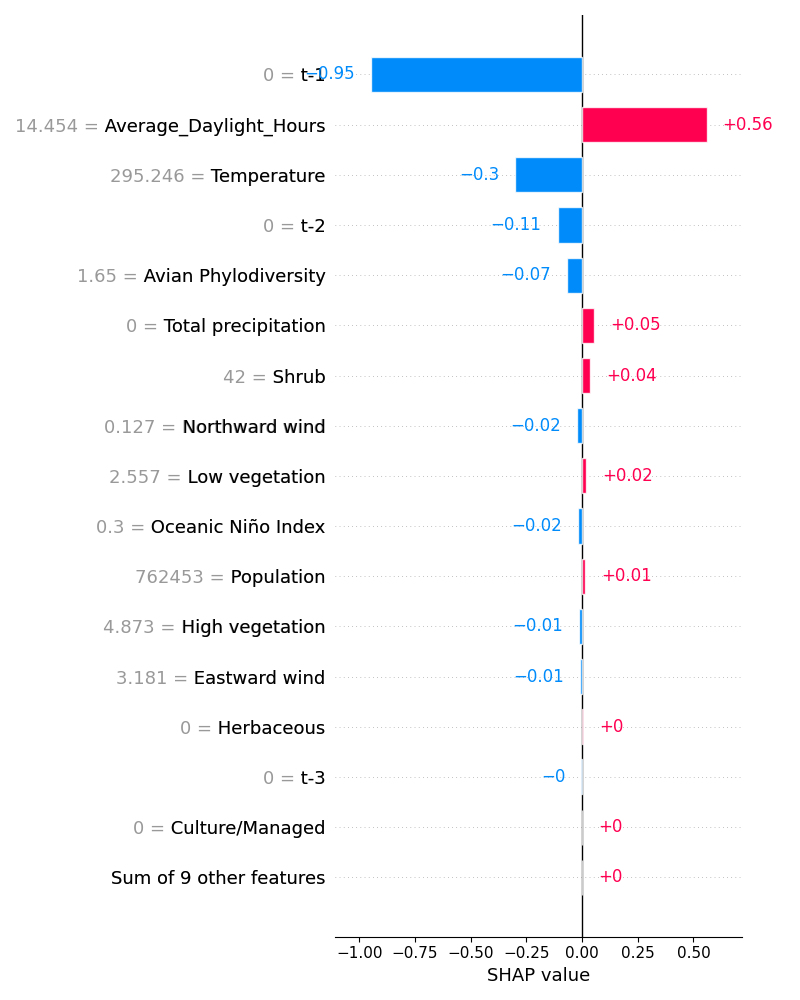 0 = t-1 −0.95
14.454 = Average_Daylight_Hours +0.56
295.246 = Temperature −0.3
0 = t-2 −0.11
1.65 = Avian Phylodiversity −0.07
0 = Total precipitation +0.05
42 = Shrub +0.04
0.127 = Northward wind −0.02
2.557 = Low vegetation +0.02
0.3 = Oceanic Niño Index −0.02
762453 = Population +0.01
4.873 = High vegetation −0.01
3.181 = Eastward wind −0.01
0 = Herbaceous +0
0 = t-3 −0
0 = Culture/Managed +0
Sum of 9 other features +0
−1.00 −0.75 −0.50 −0.25 0.00 0.25 0.50
SHAP value